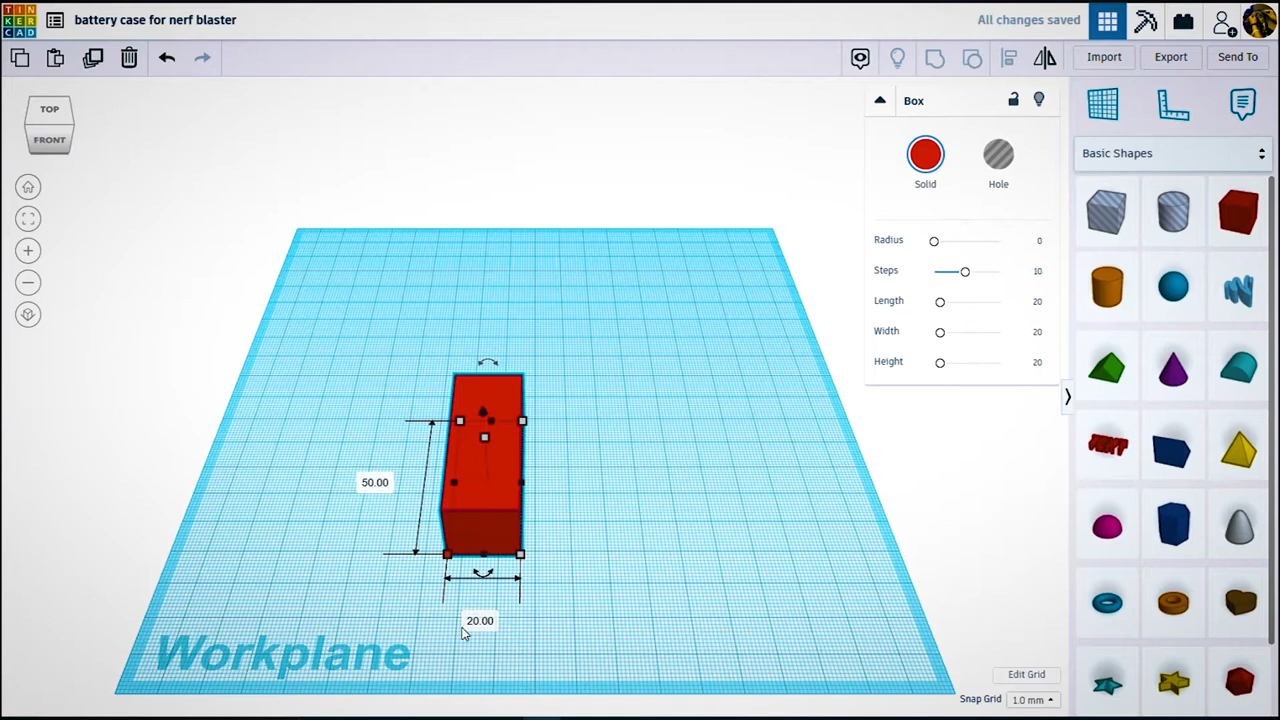 TIN
KER
CAD
battery case for nerf blaster
All changes saved
Import
Export
Send To
TOP
FRONT
Box
Solid
Hole
Radius
0
Steps
10
Length
20
Width
20
Height
20
Basic Shapes
50.00
20.00
Workplane
Edit Grid
Snap Grid
1.0 mm